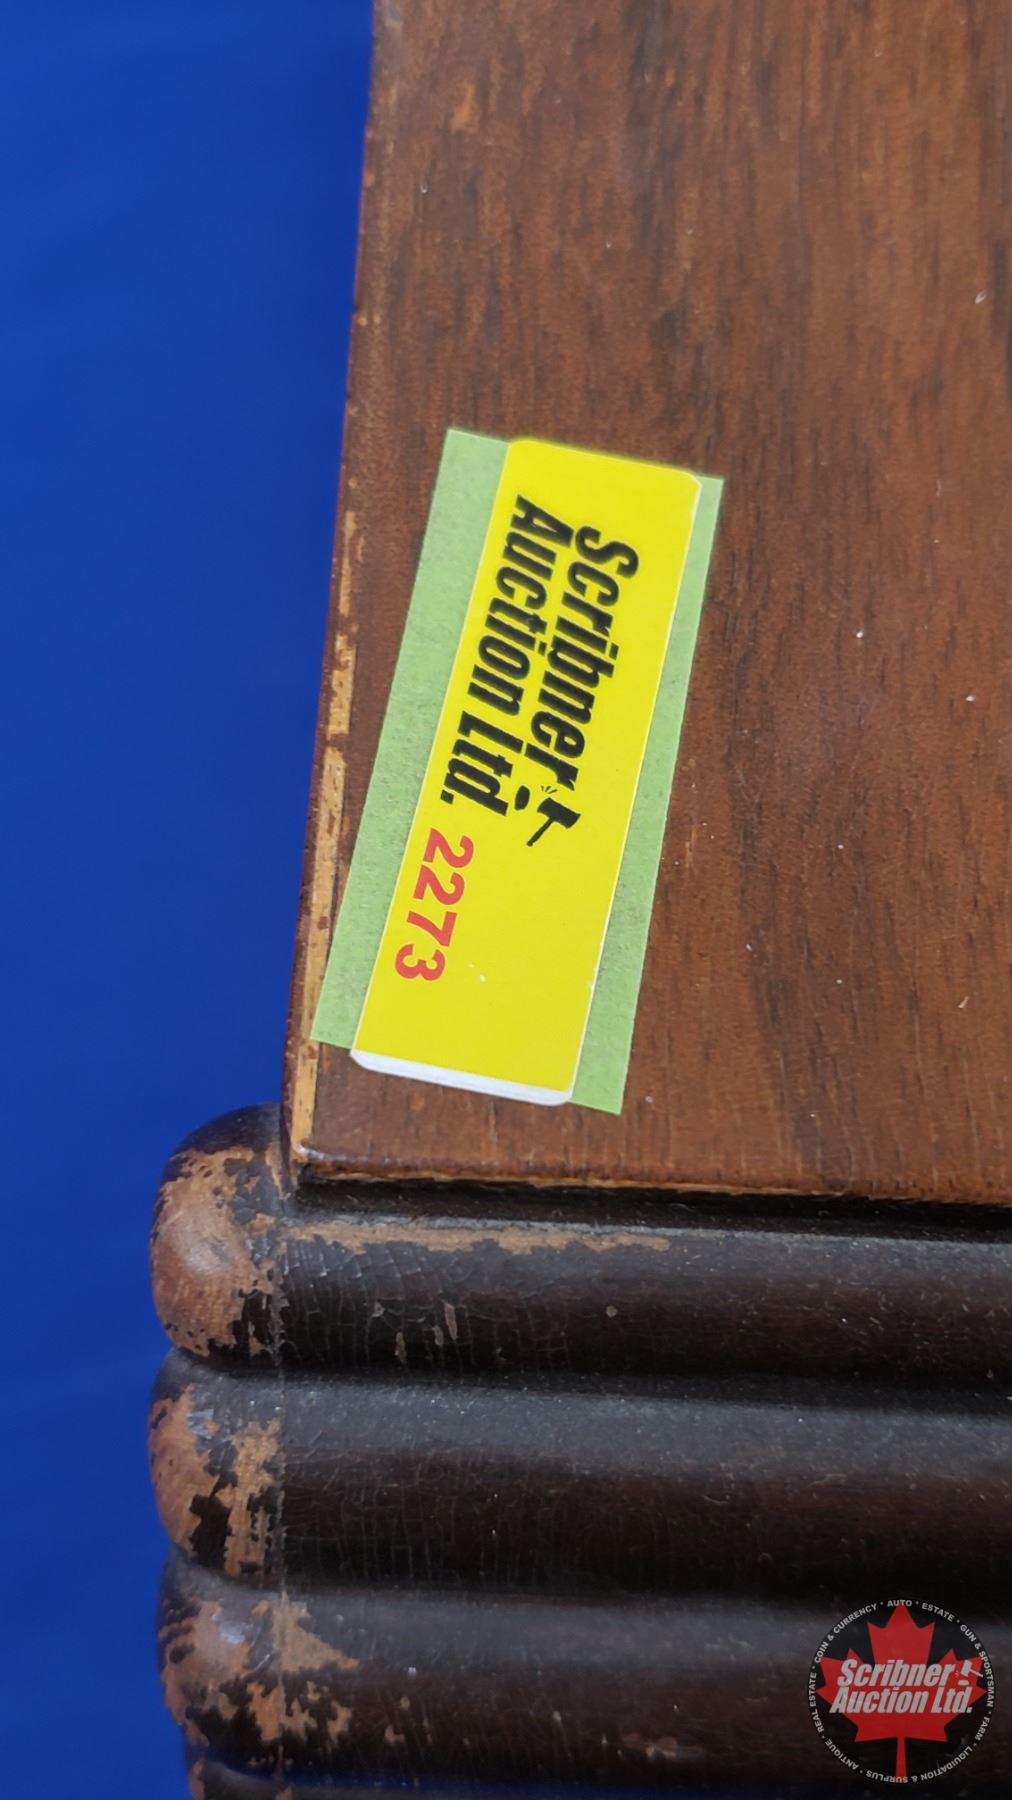 Scribner
Auction Ltd.
2273
Scribner
Auction Ltd.
ANTIQUE • REAL ESTATE • COIN & CURRENCY • AUTO • ESTATE • GUN & SPORTSMAN • FARM • LIQUIDATION & SURPLUS •